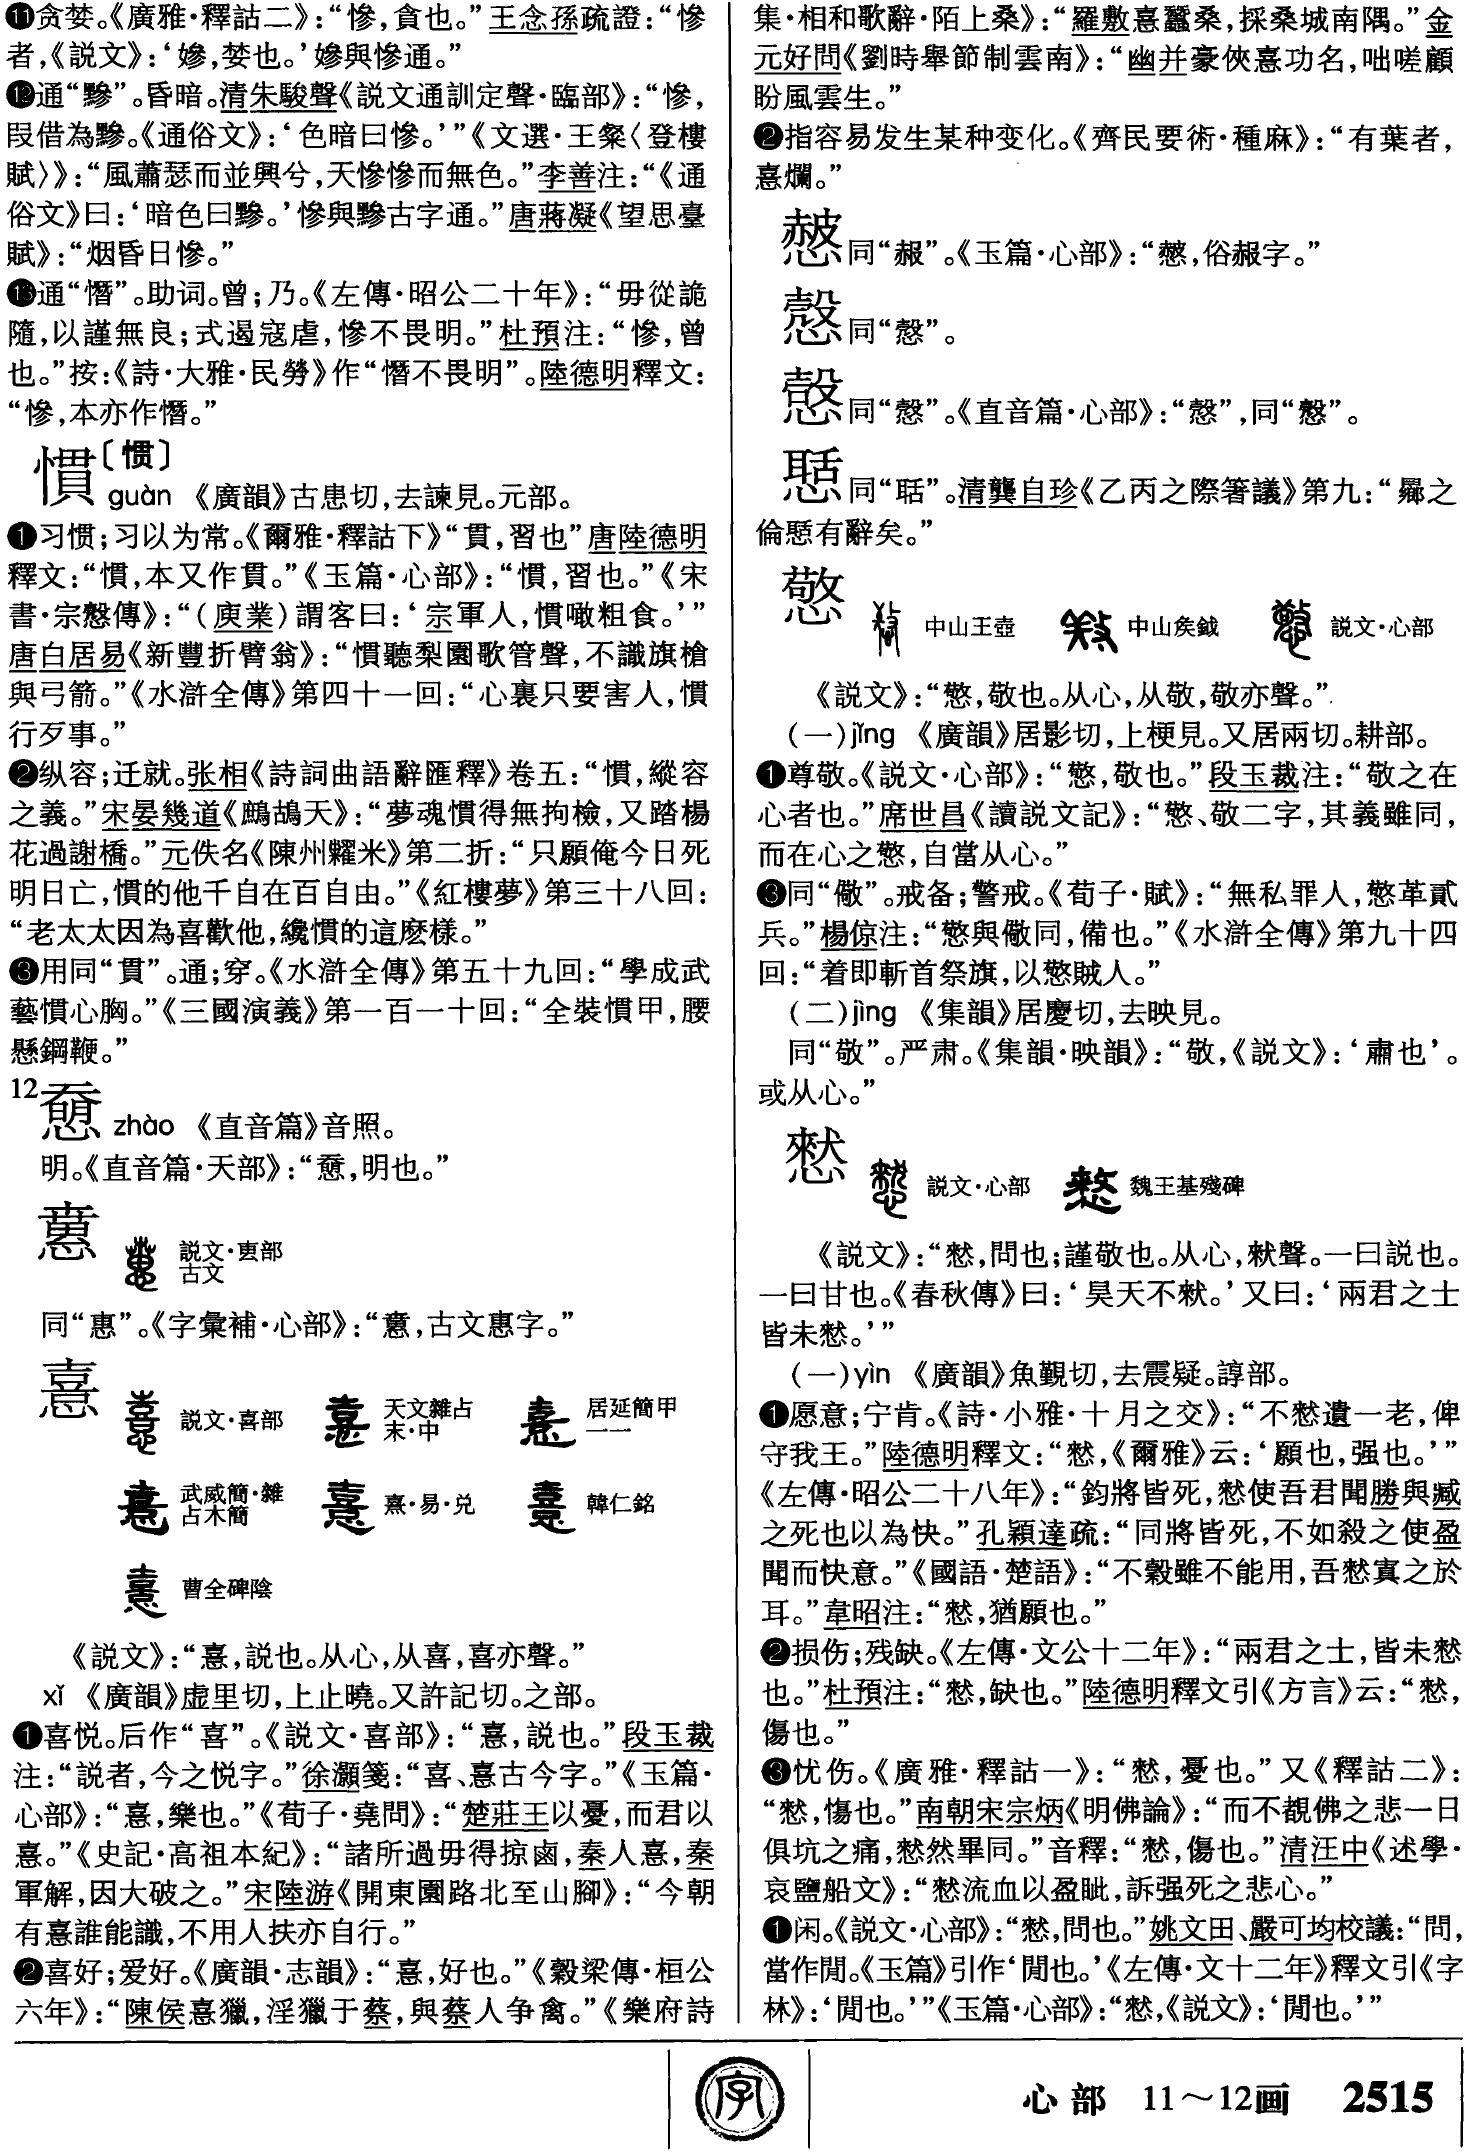 ⓫贪婪。《廣雅·釋詁二》：“慘，貪也。”王念孫疏證：“慘
者，《説文》：‘嬸，婪也。’嬸與慘通。”
⓬通“黲”。昏暗。清朱駿聲《説文通訓定聲·臨部》：“慘，
叚借為黲。《通俗文》：‘色暗曰慘。’”《文選·王粲〈登樓
賦〉》：“風蕭瑟而並興兮，天慘慘而無色。”李善注：“《通
俗文》曰：‘暗色曰黲。’慘與黲古字通。”唐蔣凝《望思臺
賦》：“烟昏日慘。”
⓭通“憯”。助词。曾；乃。《左傳·昭公二十年》：“毋從詭
隨，以謹無良；式遏寇虐，慘不畏明。”杜預注：“慘，曾
也。”按：《詩·大雅·民勞》作“憯不畏明”。陸德明釋文：
“慘，本亦作憯。”
慣〔惯〕
guàn 《廣韻》古患切，去諫見。元部。
❶习惯；习以为常。《爾雅·釋詁下》“貫，習也”唐陸德明
釋文：“慣，本又作貫。”《玉篇·心部》：“慣，習也。”《宋
書·宗慤傳》：“（庾業）謂客曰：‘宗軍人，慣噉粗食。’”
唐白居易《新豐折臂翁》：“慣聽梨園歌管聲，不識旗槍
與弓箭。”《水滸全傳》第四十一回：“心裏只要害人，慣
行歹事。”
❷纵容；迁就。张相《詩詞曲語辭匯釋》卷五：“慣，縱容
之義。”宋晏幾道《鷓鴣天》：“夢魂慣得無拘檢，又踏楊
花過謝橋。”元佚名《陳州糶米》第二折：“只願俺今日死
明日亡，慣的他千自在百自由。”《紅樓夢》第三十八回：
“老太太因為喜歡他，纔慣的這麽樣。”
❸用同“貫”。通；穿。《水滸全傳》第五十九回：“學成武
藝慣心胸。”《三國演義》第一百一十回：“全裝慣甲，腰
懸鋼鞭。”
12
zhào 《直音篇》音照。
明。《直音篇·天部》：“，明也。”
説文·叀部
古文
同“惠”。《字彙補·心部》：“，古文惠字。”
憙
説文·喜部 天文雜占
末·中 居延簡甲
一一
武威簡·雜
占木簡 熹·易·兑 韓仁銘
曹全碑陰
《説文》：“憙，説也。从心，从喜，喜亦聲。”
xǐ 《廣韻》虚里切，上止曉。又許記切。之部。
❶喜悦。后作“喜”。《説文·喜部》：“憙，説也。”段玉裁
注：“説者，今之悦字。”徐灝箋：“喜、憙古今字。”《玉篇·
心部》：“憙，樂也。”《荀子·堯問》：“楚莊王以憂，而君以
憙。”《史記·高祖本紀》：“諸所過毋得掠鹵，秦人憙，秦
軍解，因大破之。”宋陸游《開東園路北至山腳》：“今朝
有憙誰能識，不用人扶亦自行。”
❷喜好；爱好。《廣韻·志韻》：“憙，好也。”《穀梁傳·桓公
六年》：“陳侯憙獵，淫獵于蔡，與蔡人争禽。”《樂府詩
集·相和歌辭·陌上桑》：“羅敷憙蠶桑，採桑城南隅。”金
元好問《劉時舉節制雲南》：“幽并豪俠憙功名，咄嗟顧
盼風雲生。”
❷指容易发生某种变化。《齊民要術·種麻》：“有葉者，
憙爛。”
同“赧”。《玉篇·心部》：“，俗赧字。”
同“慤”。
同“慤”。《直音篇·心部》：“慤”，同“愨”。
同“聒”。清龔自珍《乙丙之際箸議》第九：“之
倫有辭矣。”
憼
中山王壺 中山矦鉞 説文·心部
《説文》：“憼，敬也。从心，从敬，敬亦聲。”
（一）jǐng 《廣韻》居影切，上梗見。又居兩切。耕部。
❶尊敬。《説文·心部》：“憼，敬也。”段玉裁注：“敬之在
心者也。”席世昌《讀説文記》：“憼、敬二字，其義雖同，
而在心之憼，自當从心。”
❸同“儆”。戒备；警戒。《荀子·賦》：“無私罪人，憼革貳
兵。”楊倞注：“憼與儆同，備也。”《水滸全傳》第九十四
回：“着即斬首祭旗，以憼賊人。”
（二）jìng 《集韻》居慶切，去映見。
同“敬”。严肃。《集韻·映韻》：“敬，《説文》：‘肅也’。
或从心。”
憖
説文·心部 魏王基殘碑
《説文》：“憖，問也；謹敬也。从心，猌聲。一曰説也。
一曰甘也。《春秋傳》曰：‘昊天不憖。’又曰：‘兩君之士
皆未憖。’”
（一）yìn 《廣韻》魚覲切，去震疑。諄部。
❶愿意；宁肯。《詩·小雅·十月之交》：“不憖遺一老，俾
守我王。”陸德明釋文：“憖，《爾雅》云：‘願也，强也。’”
《左傳·昭公二十八年》：“鈞將皆死，憖使吾君聞勝與臧
之死也以為快。”孔穎達疏：“同將皆死，不如殺之使盈
聞而快意。”《國語·楚語》：“不穀雖不能用，吾憖寘之於
耳。”韋昭注：“憖，猶願也。”
❷损伤；残缺。《左傳·文公十二年》：“兩君之士，皆未憖
也。”杜預注：“憖，缺也。”陸德明釋文引《方言》云：“憖，
傷也。”
❸忧伤。《廣雅·釋詁一》：“憖，憂也。”又《釋詁二》：
“憖，慯也。”南朝宋宗炳《明佛論》：“而不覩佛之悲一日
俱坑之痛，憖然畢同。”音釋：“憖，傷也。”清汪中《述學·
哀鹽船文》：“憖流血以盈眦，訴强死之悲心。”
❶闲。《説文·心部》：“憖，問也。”姚文田、嚴可均校議：“問，
當作閒。《玉篇》引作‘閒也。’《左傳·文十二年》釋文引《字
林》：‘閒也。’”《玉篇·心部》：“憖，《説文》：‘閒也。’”
字
心部 11～12画 2515